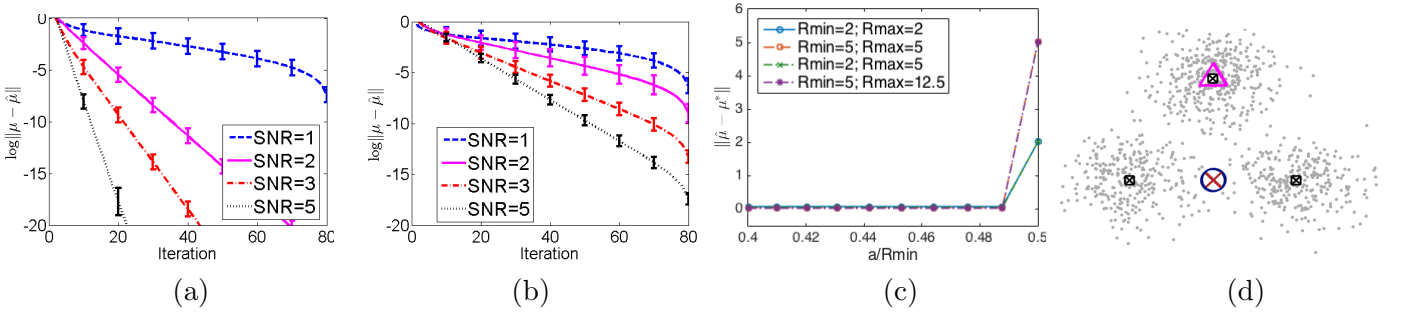 0
-5
-10
-15
-20
log‖μ − μ̂‖
20 40 60 80
Iteration
SNR=1
SNR=2
SNR=3
SNR=5
(a)
0
-5
-10
-15
-20
log‖μ − μ̂‖
1 20 40 60 80
Iteration
SNR=1
SNR=2
SNR=3
SNR=5
(b)
6
5
4
3
2
1
0
‖μ̂ − μ*‖
0.4 0.42 0.44 0.46 0.48 0.5
a/Rmin
Rmin=2; Rmax=2
Rmin=5; Rmax=5
Rmin=2; Rmax=5
Rmin=5; Rmax=12.5
(c)
(d)